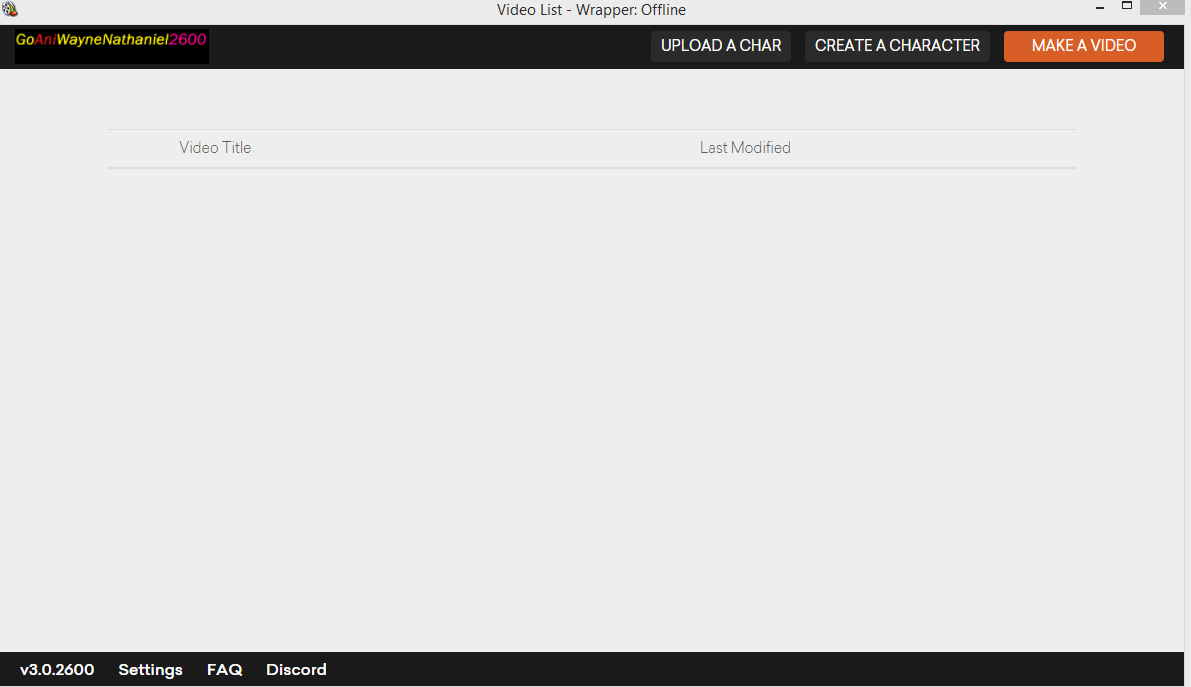 Video List - Wrapper: Offline
GoAniWayneNathaniel2600 UPLOAD A CHAR CREATE A CHARACTER MAKE A VIDEO
Video Title Last Modified
v3.0.2600 Settings FAQ Discord